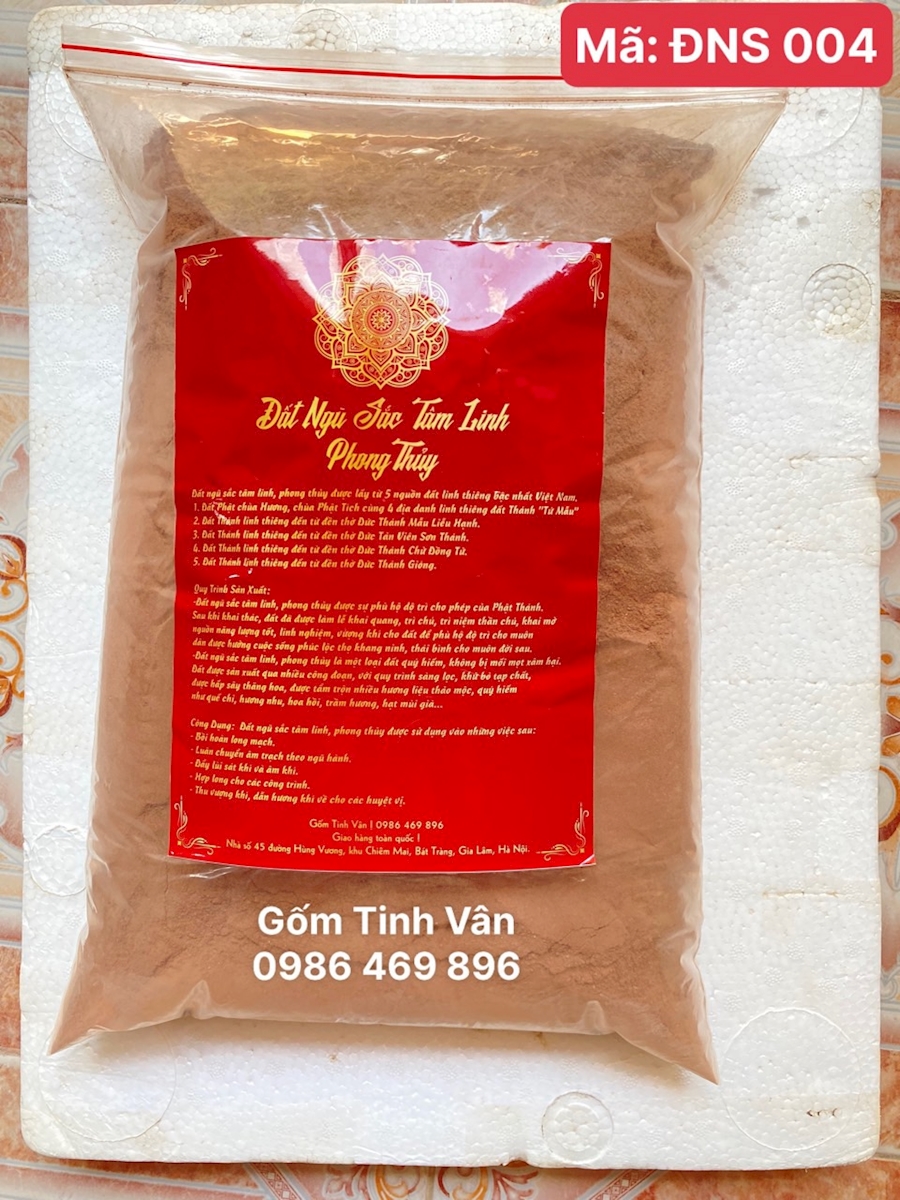 Mã: ĐNS 004
Đất Ngũ Sắc Tâm Linh
Phong Thủy
Đất ngũ sắc tâm linh, phong thủy được lấy từ 5 nguồn đất linh thiêng bậc nhất Việt Nam.
1. Đất Phật chùa Hương, chùa Phật Tích cùng 4 địa danh linh thiêng đất Thánh "Tứ Mẫu"
2. Đất Thánh linh thiêng đến từ đền thờ Đức Thánh Mẫu Liễu Hạnh.
3. Đất Thánh linh thiêng đến từ đền thờ Đức Tản Viên Sơn Thánh.
4. Đất Thánh linh thiêng đến từ đền thờ Đức Thánh Chử Đồng Tử.
5. Đất Thánh linh thiêng đến từ đền thờ Đức Thánh Gióng.
Quy Trình Sản Xuất:
-Đất ngũ sắc tâm linh, phong thủy được sự phù hộ độ trì cho phép của Phật Thánh.
Sau khi khai thác, đất đã được làm lễ khai quang, trì chú, trì niệm thần chú, khai mở
nguồn năng lượng tốt, linh nghiệm, vượng khí cho đất để phù hộ độ trì cho muôn
dân được hưởng cuộc sống phúc lộc thọ khang ninh, thái bình cho muôn đời sau.
-Đất ngũ sắc tâm linh, phong thủy là một loại đất quý hiếm, không bị mối mọt xâm hại.
Đất được sản xuất qua nhiều công đoạn, với quy trình sàng lọc, khử bỏ tạp chất,
được hấp sấy thăng hoa, được tẩm trộn nhiều hương liệu thảo mộc, quý hiếm
như quế chi, hương nhu, hoa hồi, trầm hương, hạt mùi già...
Công Dụng: Đất ngũ sắc tâm linh, phong thủy được sử dụng vào những việc sau:
- Bồi hoàn long mạch.
- Luân chuyển âm trạch theo ngũ hành.
- Đẩy lùi sát khí và âm khí.
- Hợp long cho các công trình.
- Thu vượng khí, dẫn hương khí về cho các huyệt vị.
Gốm Tinh Vân | 0986 469 896
Giao hàng toàn quốc !
Nhà số 45 đường Hùng Vương, khu Chiêm Mai, Bát Tràng, Gia Lâm, Hà Nội.
Gốm Tinh Vân
0986 469 896